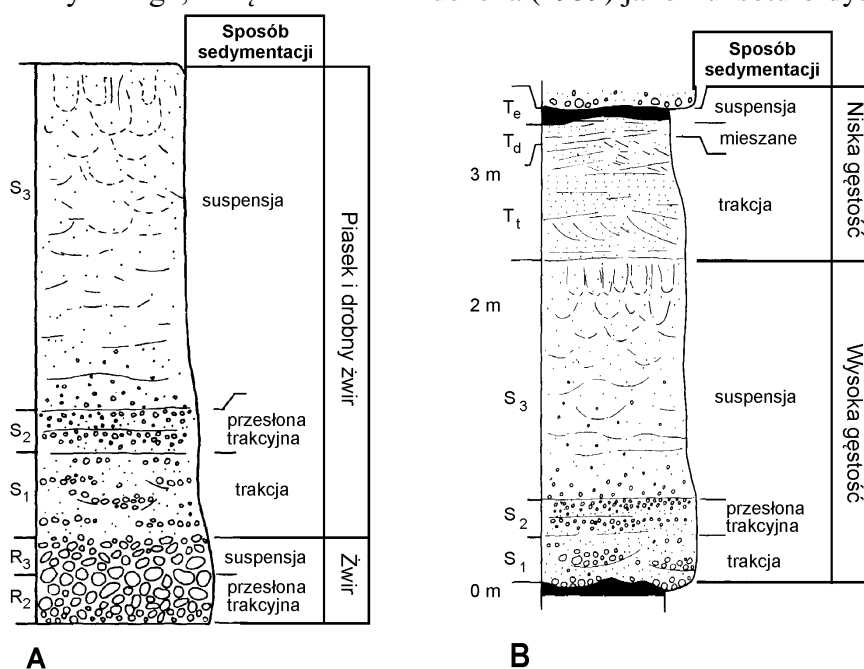 Sposób
sedymentacji
S3
suspensja
Piasek i drobny żwir
S2
przesłona
trakcyjna
S1
trakcja
R3
suspensja
Żwir
R2
przesłona
trakcyjna
A
Sposób
sedymentacji
Te
suspensja
Niska gęstość
Td
mieszane
3 m
trakcja
Tt
2 m
Wysoka gęstość
S3
suspensja
S2
przesłona
trakcyjna
S1
trakcja
0 m
B